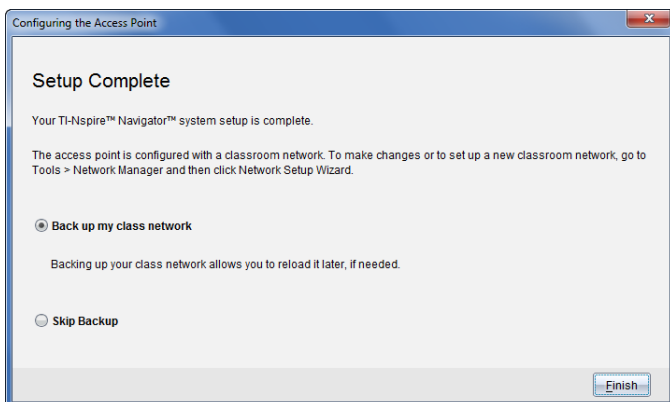 Configuring the Access Point
Setup Complete
Your TI-Nspire™ Navigator™ system setup is complete.
The access point is configured with a classroom network. To make changes or to set up a new classroom network, go to
Tools > Network Manager and then click Network Setup Wizard.
Back up my class network
Backing up your class network allows you to reload it later, if needed.
Skip Backup
Finish